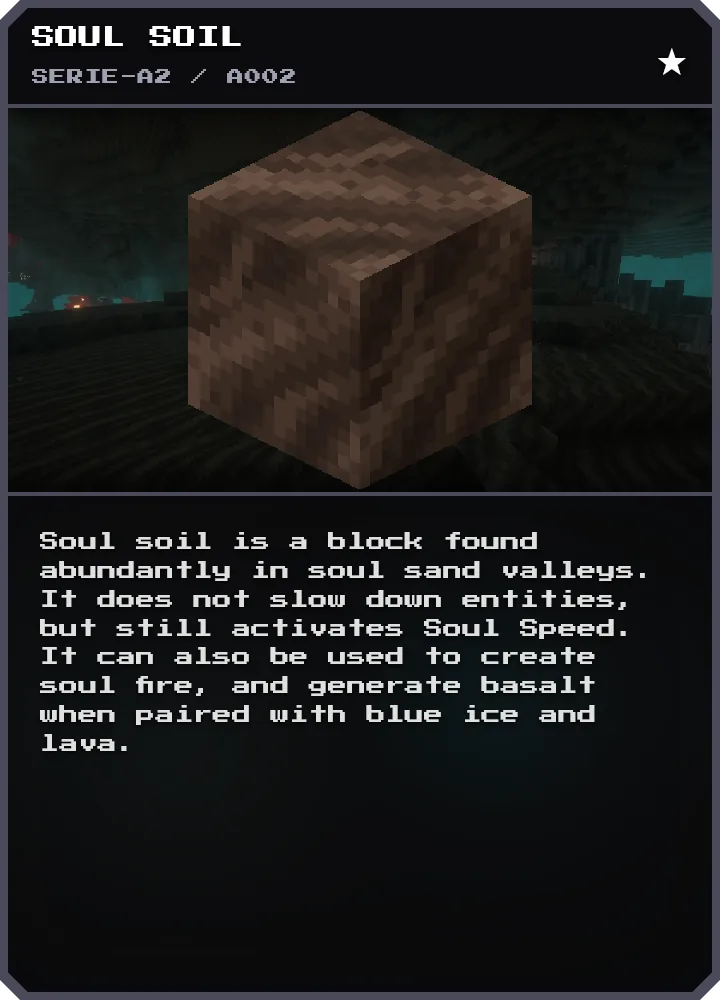 SOUL SOIL
SERIE-A2 / A002
Soul soil is a block found
abundantly in soul sand valleys.
It does not slow down entities,
but still activates Soul Speed.
It can also be used to create
soul fire, and generate basalt
when paired with blue ice and
lava.